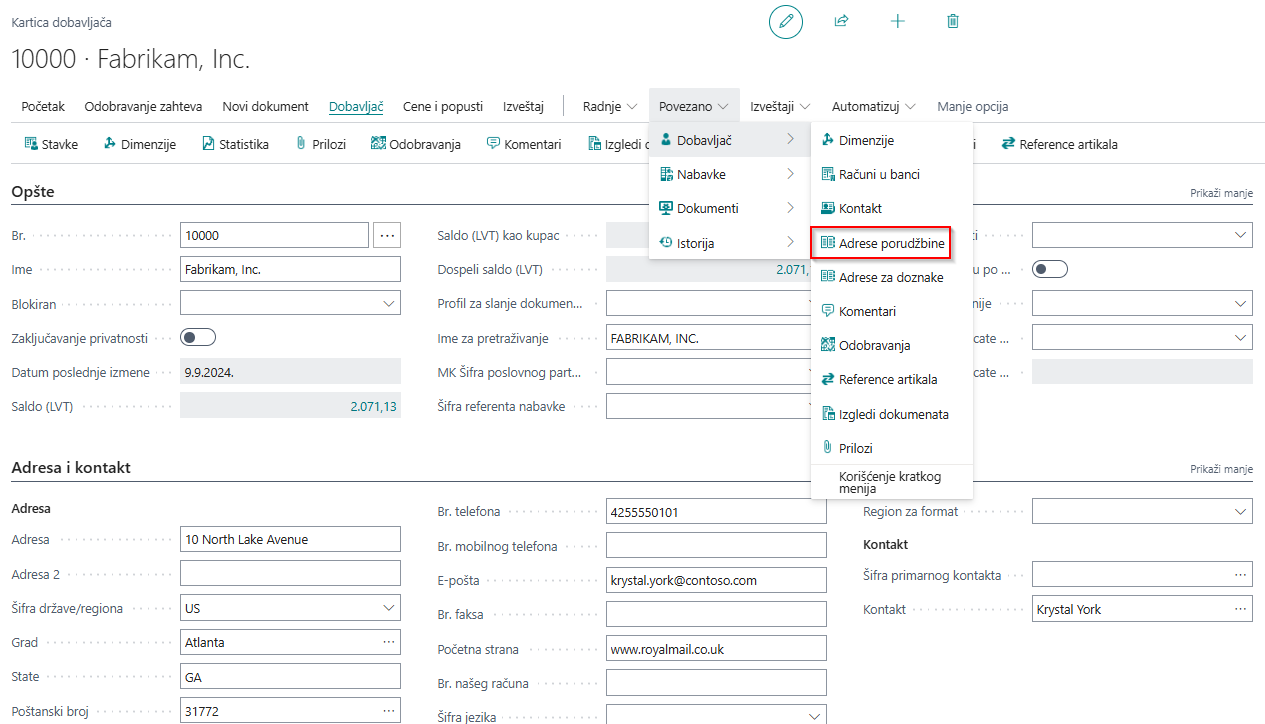 Kartica dobavljača
10000 · Fabrikam, Inc.
Početak Odobravanje zahteva Novi dokument Dobavljač Cene i popusti Izveštaj Radnje Povezano Izveštaji Automatizuj Manje opcija
Stavke Dimenzije Statistika Prilozi Odobravanja Komentari Izgledi Reference artikala
Dobavljač
Nabavke
Dokumenti
Istorija
Dimenzije
Računi u banci
Kontakt
Adrese porudžbine
Adrese za doznake
Komentari
Odobravanja
Reference artikala
Izgledi dokumenata
Prilozi
Korišćenje kratkog
menija
Opšte Prikaži manje
Br. 10000 ...
Ime Fabrikam, Inc.
Blokiran
Zaključavanje privatnosti
Datum poslednje izmene 9.9.2024.
Saldo (LVT) 2.071,13
Saldo (LVT) kao kupac
Dospeli saldo (LVT) 2.071,
Profil za slanje dokumen...
Ime za pretraživanje FABRIKAM, INC.
MK Šifra poslovnog part...
Šifra referenta nabavke
u po ...
nije
cate ...
cate ...
Adresa i kontakt Prikaži manje
Adresa
Adresa 10 North Lake Avenue
Adresa 2
Šifra države/regiona US
Grad Atlanta ...
State GA
Poštanski broj 31772 ...
Br. telefona 4255550101
Br. mobilnog telefona
E-pošta krystal.york@contoso.com
Br. faksa
Početna strana www.royalmail.co.uk
Br. našeg računa
Šifra jezika
Region za format
Kontakt
Šifra primarnog kontakta ...
Kontakt Krystal York ...